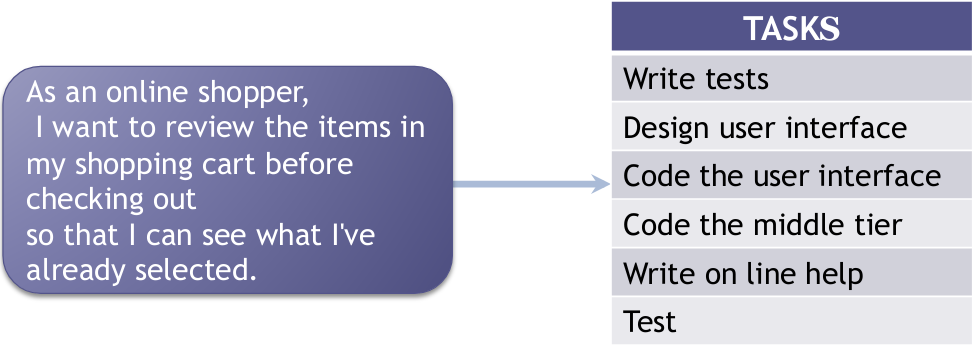 As an online shopper,
I want to review the items in
my shopping cart before
checking out
so that I can see what I've
already selected.
TASKS
Write tests
Design user interface
Code the user interface
Code the middle tier
Write on line help
Test